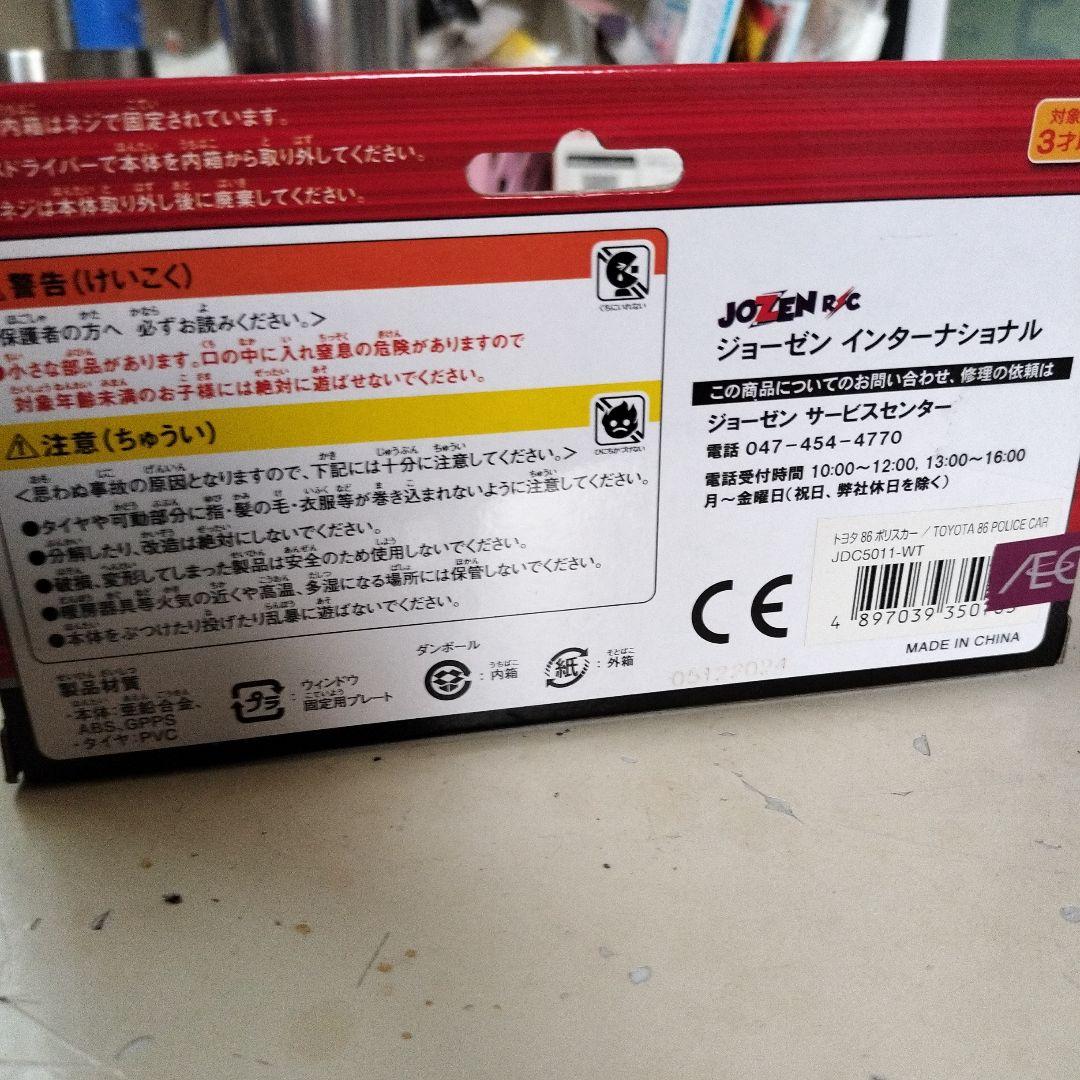 内箱はネジで固定されています。
ドライバーで本体を内箱から取り外してください。
ネジは本体取り外し後に廃棄してください。
対象
3才
警告(けいこく)
保護者の方へ 必ずお読みください。>
小さな部品があります。口の中に入れ窒息の危険がありますので
対象年齢未満のお子様には絶対に遊ばせないでください。
くちにいれない
⚠注意(ちゅうい)
ひにちかづけない
<思わぬ事故の原因となりますので、下記には十分に注意してください。>
●タイヤや可動部分に指・髪の毛・衣服等が巻き込まれないように注意してください。
●分解したり、改造は絶対にしないでください。
●破損、変形してしまった製品は安全のため使用しないでください。
●暖房器具等火気の近くや高温、多湿になる場所には保管しないでください。
●本体をぶつけたり投げたり乱暴に遊ばないでください。
製品材質
・本体:亜鉛合金、
ABS、GPPS
・タイヤ:PVC
プラ
:ウィンドウ
固定用プレート
ダンボール
:内箱
紙
:外箱
JOZEN R/C
ジョーゼン インターナショナル
この商品についてのお問い合わせ、修理の依頼は
ジョーゼン サービスセンター
電話 047-454-4770
電話受付時間 10:00~12:00, 13:00~16:00
月~金曜日(祝日、弊社休日を除く)
トヨタ 86 ポリスカー/TOYOTA 86 POLICE CAR
JDC5011-WT
4 897039 350
CE
MADE IN CHINA
05122024